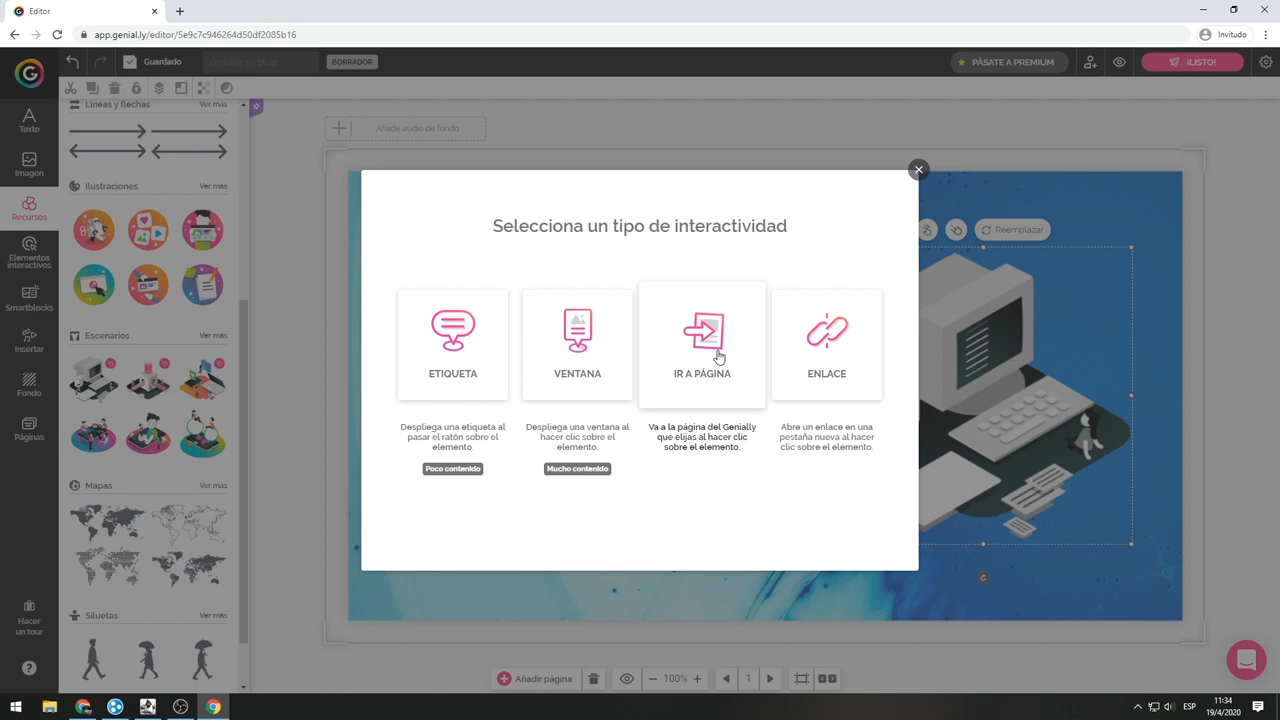 Editor
app.genial.ly/editor/5e9c7c946264d50df2085b16
Invitudo
Guardado
Genially sin título
BORRADOR
PÁSATE A PREMIUM
¡LISTO!
Texto
Imagen
Recursos
Elementos
interactivos
Smartblocks
Insertar
Fondo
Páginas
Hacer
un tour
?
Líneas y flechas
Ver más
Ilustraciones
Ver más
Escenarios
Ver más
Mapas
Ver más
Siluetas
Ver más
Añade audio de fondo
Reemplazar
Selecciona un tipo de interactividad
ETIQUETA
VENTANA
IR A PÁGINA
ENLACE
Despliega una etiqueta al
pasar el ratón sobre el
elemento.
Poco contenido
Despliega una ventana al
hacer clic sobre el
elemento.
Mucho contenido
Va a la página del Genially
que elijas al hacer clic
sobre el elemento.
Abre un enlace en una
pestaña nueva al hacer
clic sobre el elemento.
Añadir página
100%
1
ESP
11:34
19/4/2020